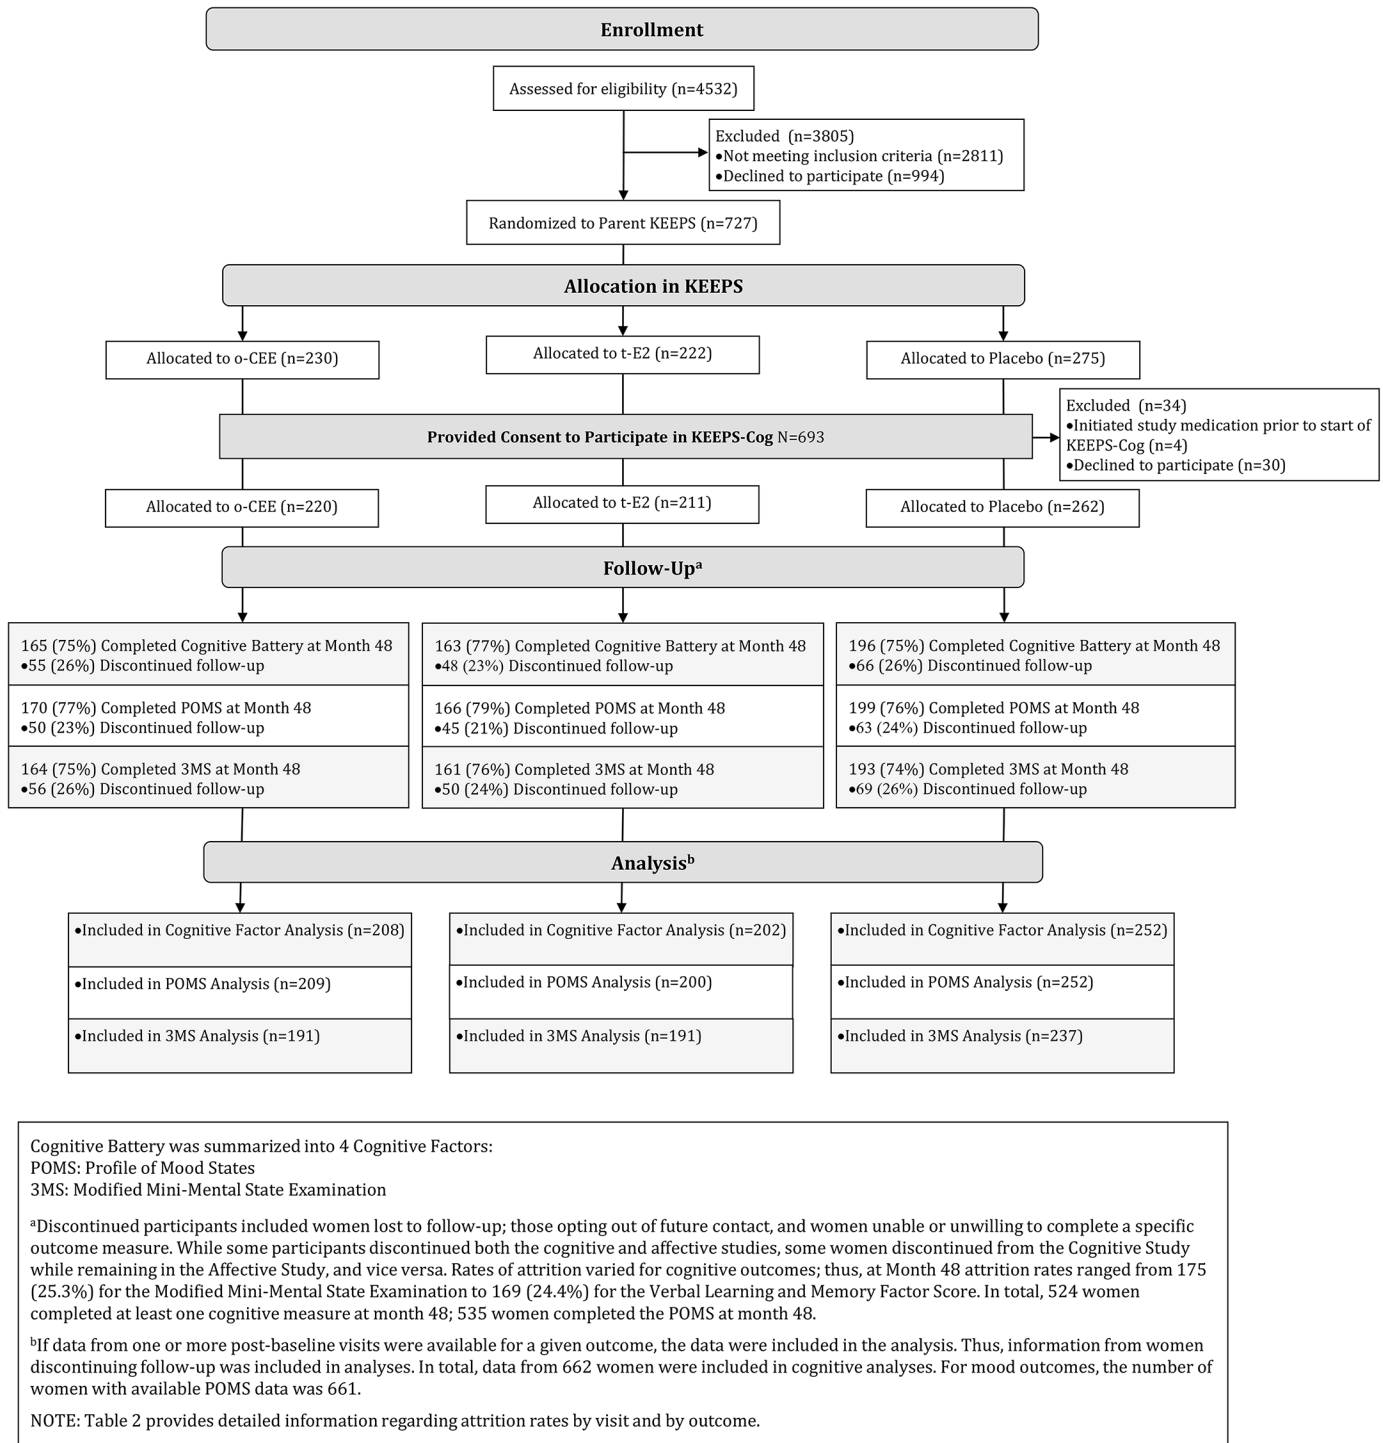 Enrollment
Assessed for eligibility (n=4532)
Excluded (n=3805)
•Not meeting inclusion criteria (n=2811)
•Declined to participate (n=994)
Randomized to Parent KEEPS (n=727)
Allocation in KEEPS
Allocated to o-CEE (n=230)
Allocated to t-E2 (n=222)
Allocated to Placebo (n=275)
Excluded (n=34)
•Initiated study medication prior to start of
KEEPS-Cog (n=4)
•Declined to participate (n=30)
Provided Consent to Participate in KEEPS-Cog N=693
Allocated to o-CEE (n=220)
Allocated to t-E2 (n=211)
Allocated to Placebo (n=262)
Follow-Upᵃ
165 (75%) Completed Cognitive Battery at Month 48
•55 (26%) Discontinued follow-up
170 (77%) Completed POMS at Month 48
•50 (23%) Discontinued follow-up
164 (75%) Completed 3MS at Month 48
•56 (26%) Discontinued follow-up
163 (77%) Completed Cognitive Battery at Month 48
•48 (23%) Discontinued follow-up
166 (79%) Completed POMS at Month 48
•45 (21%) Discontinued follow-up
161 (76%) Completed 3MS at Month 48
•50 (24%) Discontinued follow-up
196 (75%) Completed Cognitive Battery at Month 48
•66 (26%) Discontinued follow-up
199 (76%) Completed POMS at Month 48
•63 (24%) Discontinued follow-up
193 (74%) Completed 3MS at Month 48
•69 (26%) Discontinued follow-up
Analysisᵇ
•Included in Cognitive Factor Analysis (n=208)
•Included in POMS Analysis (n=209)
•Included in 3MS Analysis (n=191)
•Included in Cognitive Factor Analysis (n=202)
•Included in POMS Analysis (n=200)
•Included in 3MS Analysis (n=191)
•Included in Cognitive Factor Analysis (n=252)
•Included in POMS Analysis (n=252)
•Included in 3MS Analysis (n=237)
Cognitive Battery was summarized into 4 Cognitive Factors:
POMS: Profile of Mood States
3MS: Modified Mini-Mental State Examination
ᵃDiscontinued participants included women lost to follow-up; those opting out of future contact, and women unable or unwilling to complete a specific
outcome measure. While some participants discontinued both the cognitive and affective studies, some women discontinued from the Cognitive Study
while remaining in the Affective Study, and vice versa. Rates of attrition varied for cognitive outcomes; thus, at Month 48 attrition rates ranged from 175
(25.3%) for the Modified Mini-Mental State Examination to 169 (24.4%) for the Verbal Learning and Memory Factor Score. In total, 524 women
completed at least one cognitive measure at month 48; 535 women completed the POMS at month 48.
ᵇIf data from one or more post-baseline visits were available for a given outcome, the data were included in the analysis. Thus, information from women
discontinuing follow-up was included in analyses. In total, data from 662 women were included in cognitive analyses. For mood outcomes, the number of
women with available POMS data was 661.
NOTE: Table 2 provides detailed information regarding attrition rates by visit and by outcome.